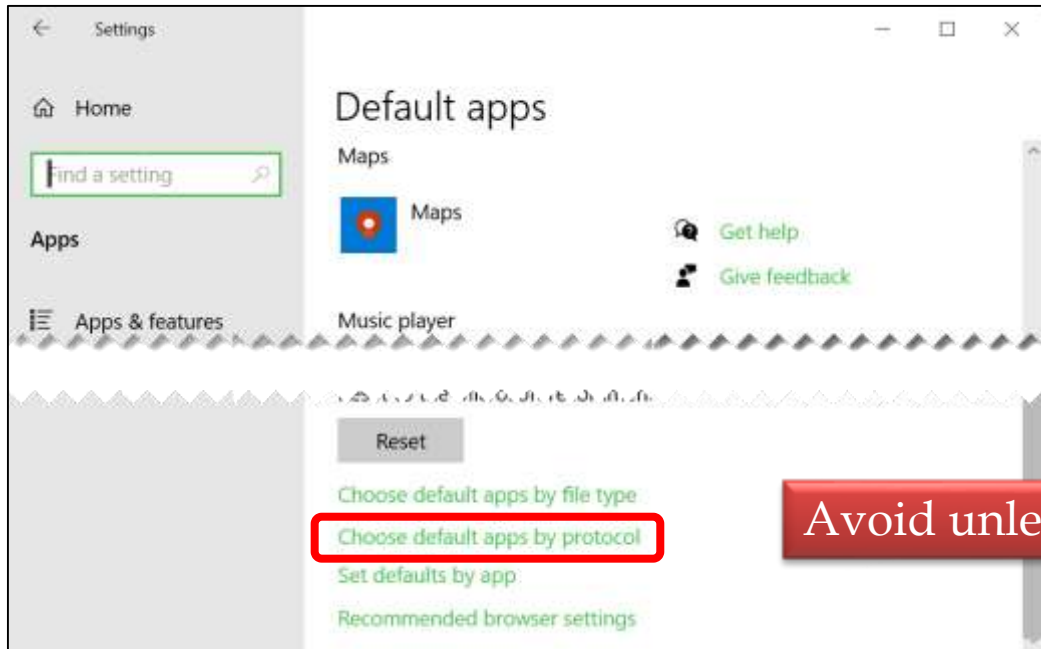 Settings
Home
Default apps
Find a setting
Maps
Maps
Apps
Get help
Give feedback
Apps & features
Music player
Reset
Choose default apps by file type
Choose default apps by protocol
Avoid unle
Set defaults by app
Recommended browser settings